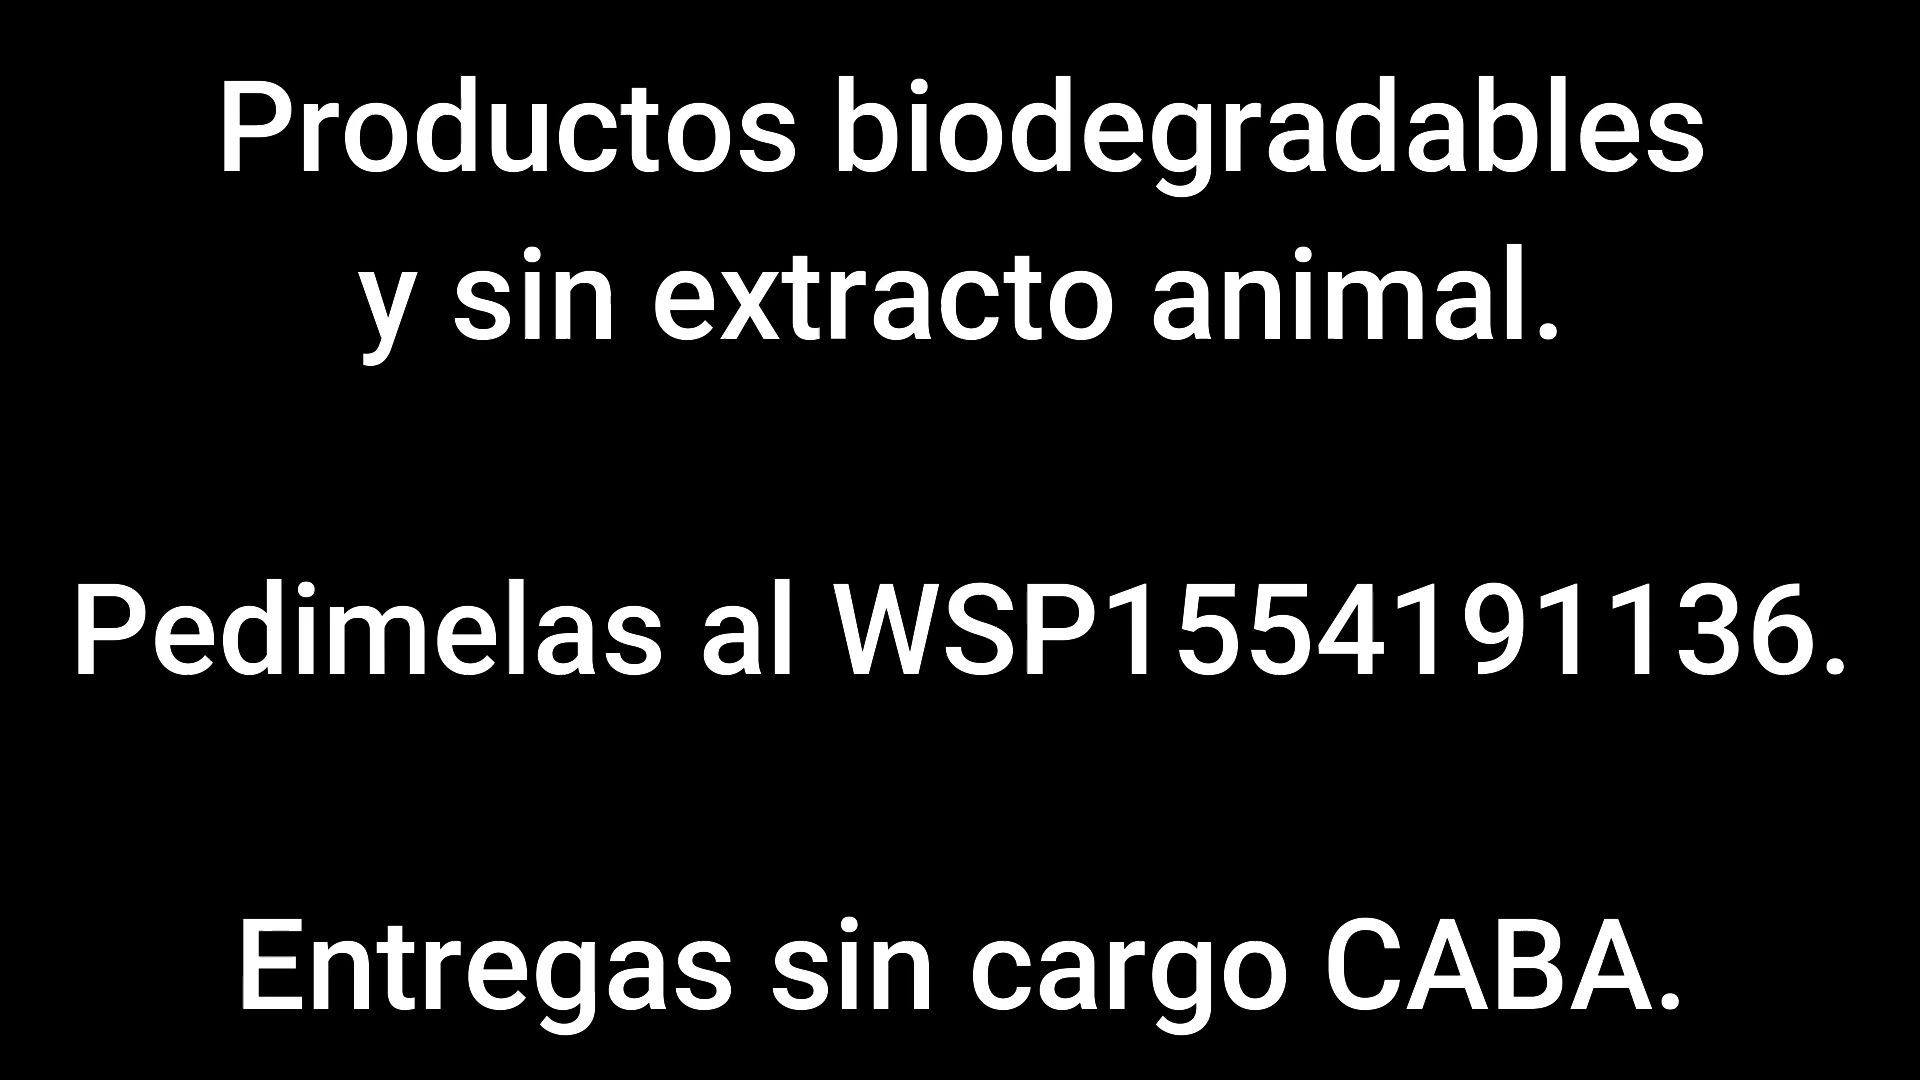 Productos biodegradables
y sin extracto animal.
Pedimelas al WSP1554191136.
Entregas sin cargo CABA.